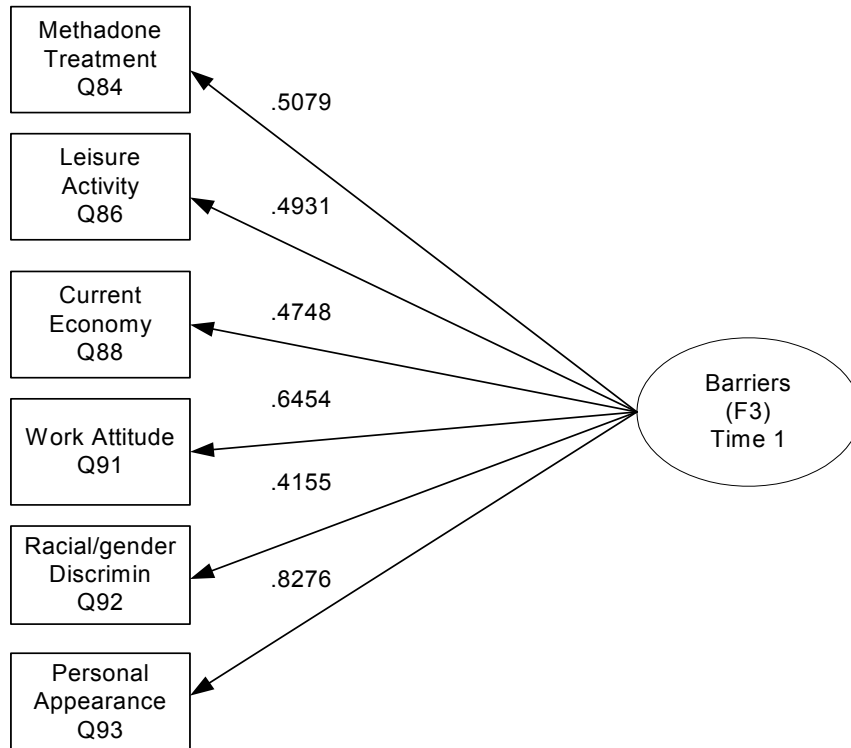 Methadone
Treatment
Q84
.5079
Leisure
Activity
Q86
.4931
Current
Economy
Q88
.4748
Work Attitude
Q91
.6454
Racial/gender
Discrimin
Q92
.4155
Personal
Appearance
Q93
.8276
Barriers
(F3)
Time 1